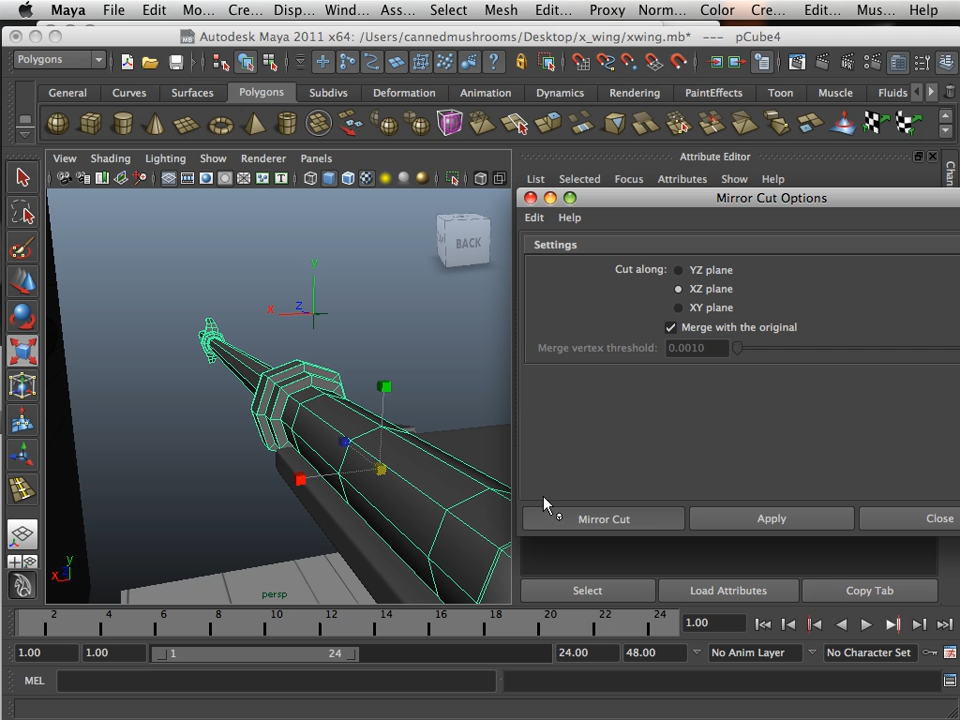 Maya File Edit Mo... Cre... Disp... Wind... Ass... Select Mesh Edit... Proxy Norm... Color Cre... Edit... Mus... Help
Autodesk Maya 2011 x64: /Users/cannedmushrooms/Desktop/x_wing/xwing.mb* --- pCube4
Polygons
General Curves Surfaces Polygons Subdivs Deformation Animation Dynamics Rendering PaintEffects Toon Muscle Fluids
View Shading Lighting Show Renderer Panels
Attribute Editor
List Selected Focus Attributes Show Help
Chan
Mirror Cut Options
Edit Help
Settings
Cut along: YZ plane
XZ plane
XY plane
Merge with the original
Merge vertex threshold: 0.0010
BACK
Y
X Z
Mirror Cut Apply Close
y
x z
persp
Select Load Attributes Copy Tab
2 4 6 8 10 12 14 16 18 20 22 24
1.00
1.00 1.00 1 24 24.00 48.00 No Anim Layer No Character Set
MEL